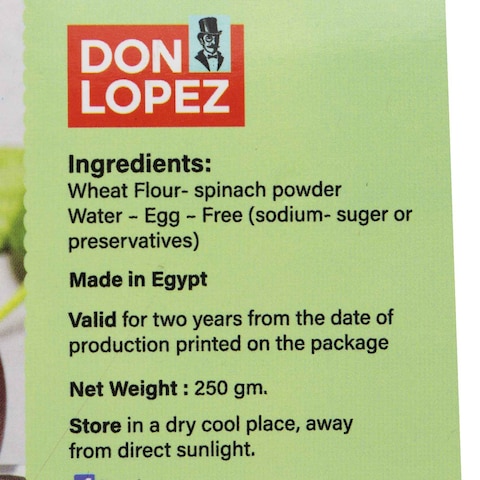 DON
LOPEZ
Ingredients:
Wheat Flour- spinach powder
Water ~ Egg ~ Free (sodium- suger or
preservatives)
Made in Egypt
Valid for two years from the date of
production printed on the package
Net Weight : 250 gm.
Store in a dry cool place, away
from direct sunlight.